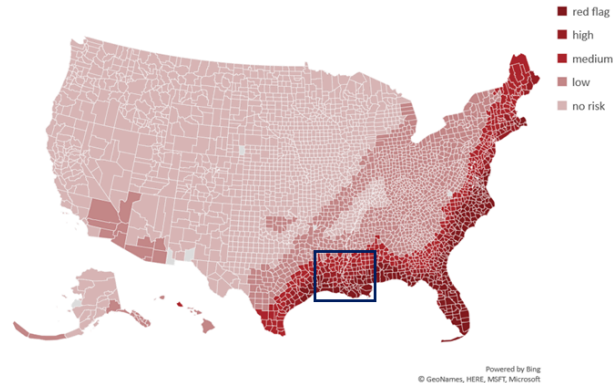 red flag
high
medium
low
no risk
Powered by Bing
© GeoNames, HERE, MSFT, Microsoft